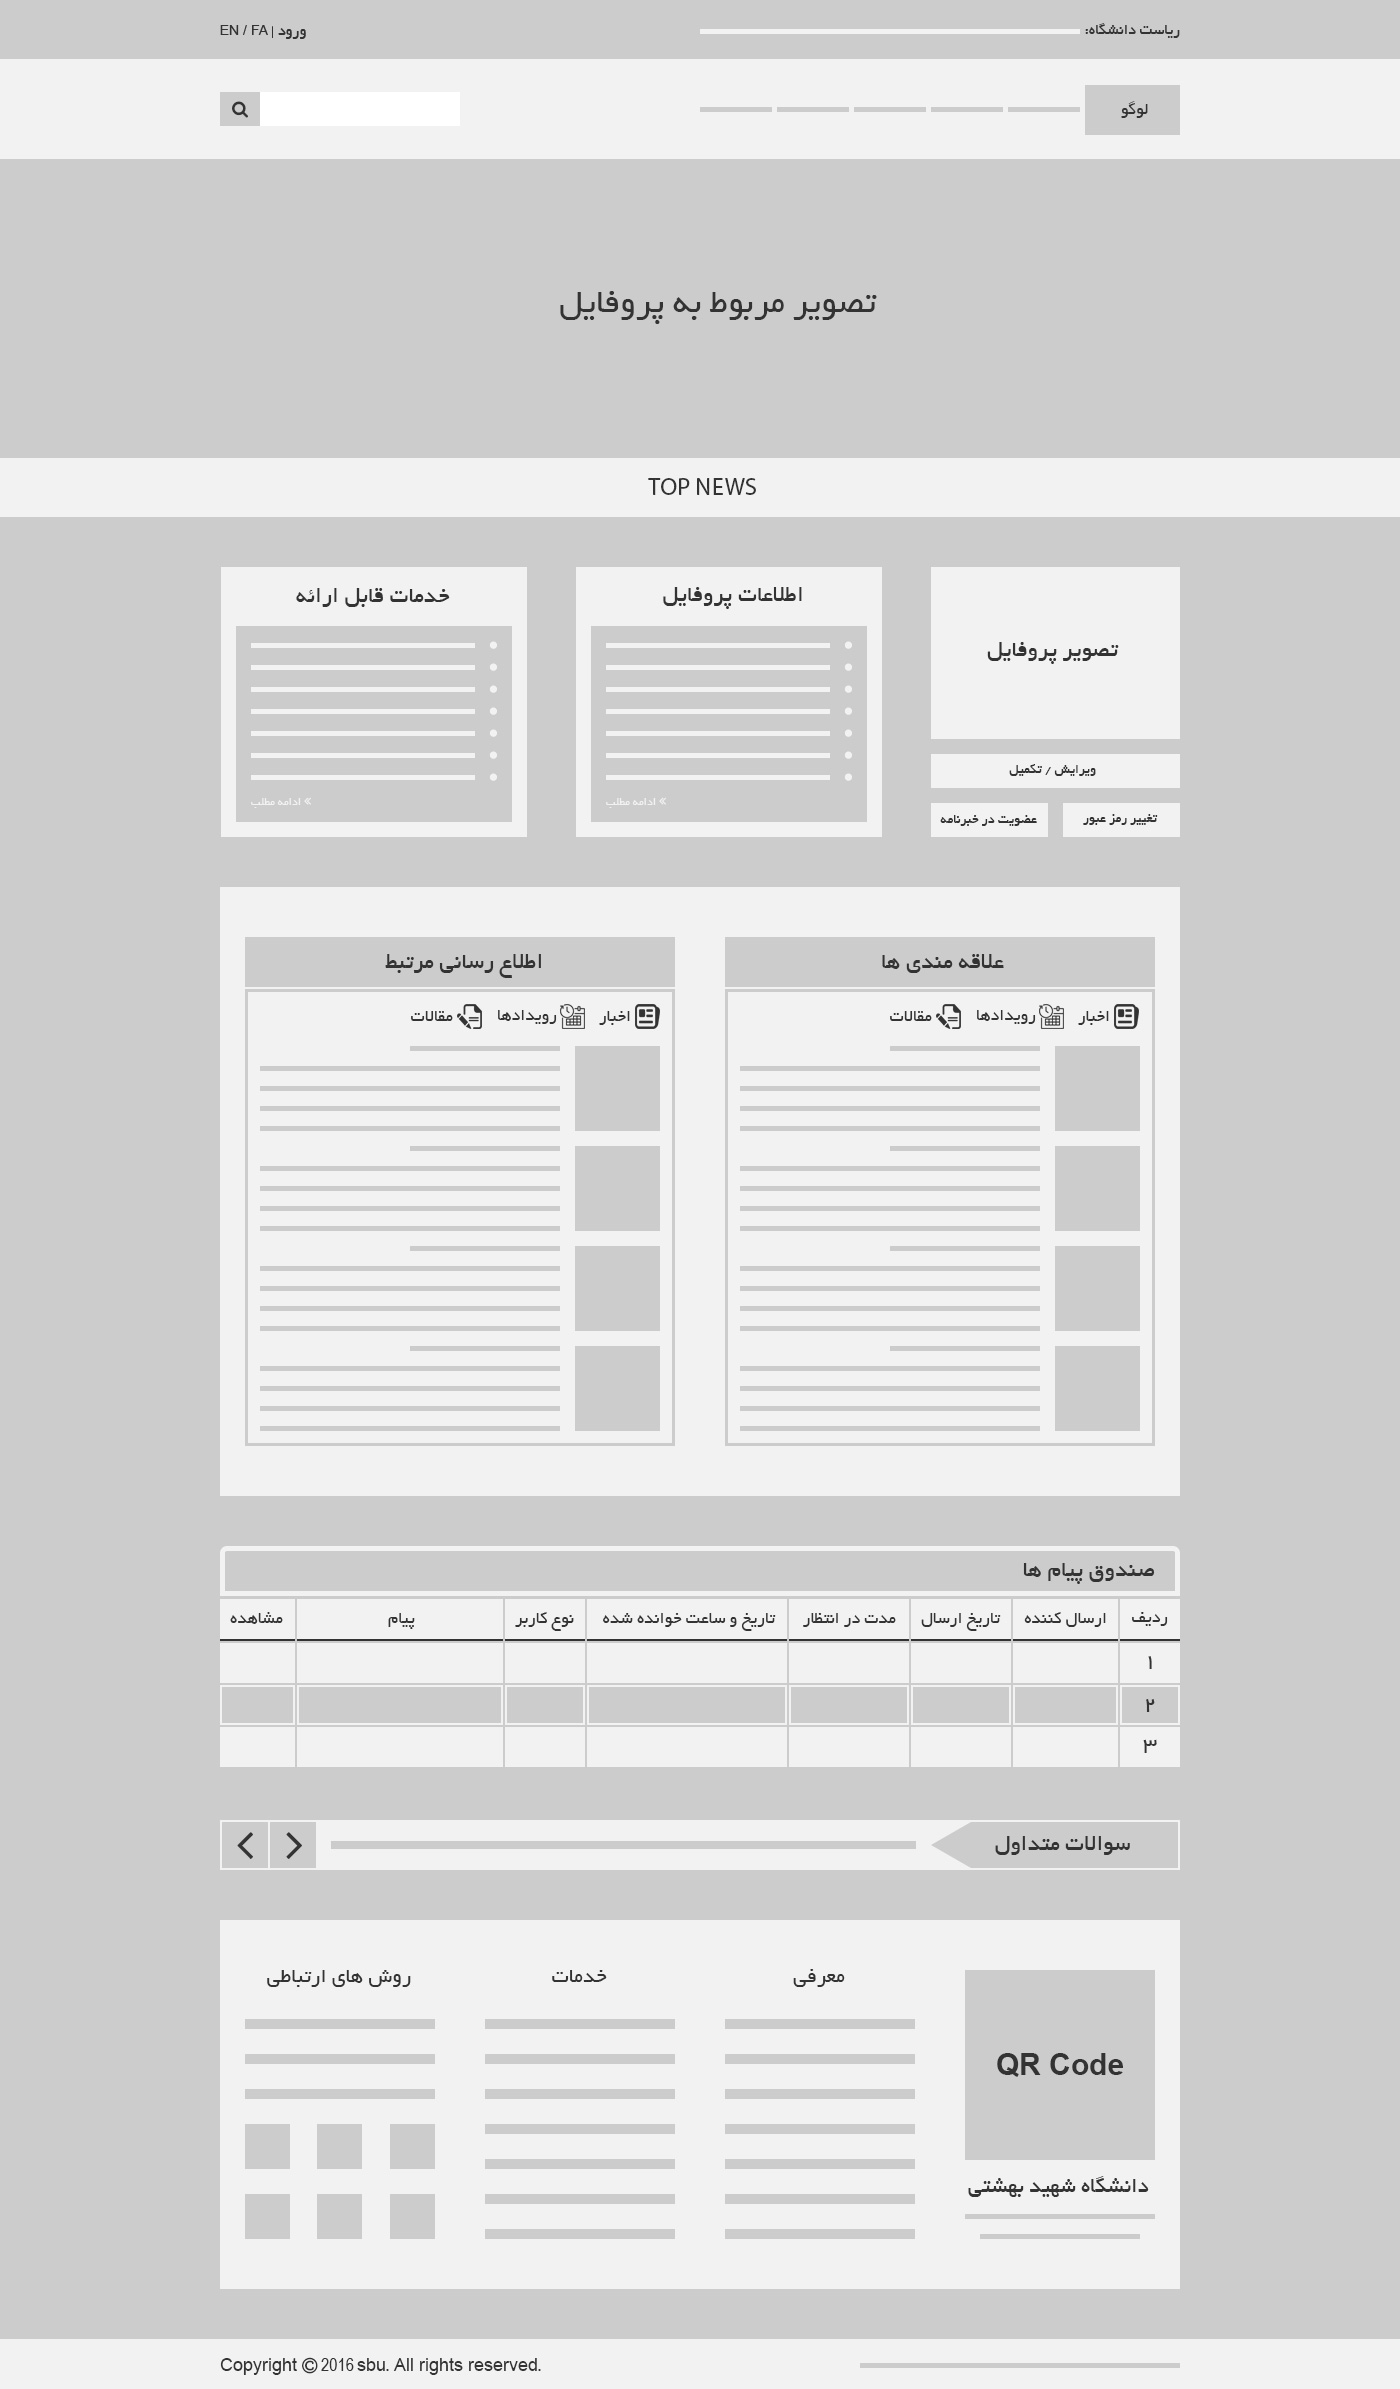 ریاست دانشگاه:
ورود | EN / FA
لوگو
تصویر مربوط به پروفایل
TOP NEWS
تصویر پروفایل
ویرایش / تکمیل
تغییر رمز عبور
عضویت در خبرنامه
اطلاعات پروفایل
» ادامه مطلب
خدمات قابل ارائه
» ادامه مطلب
علاقه مندی ها
اخبار رویدادها مقالات
اطلاع رسانی مرتبط
اخبار رویدادها مقالات
صندوق پیام ها
ردیف ارسال کننده تاریخ ارسال مدت در انتظار تاریخ و ساعت خوانده شده نوع کاربر پیام مشاهده
۱
۲
۳
سوالات متداول
QR Code
دانشگاه شهید بهشتی
معرفی
خدمات
روش های ارتباطی
Copyright © 2016 sbu. All rights reserved.